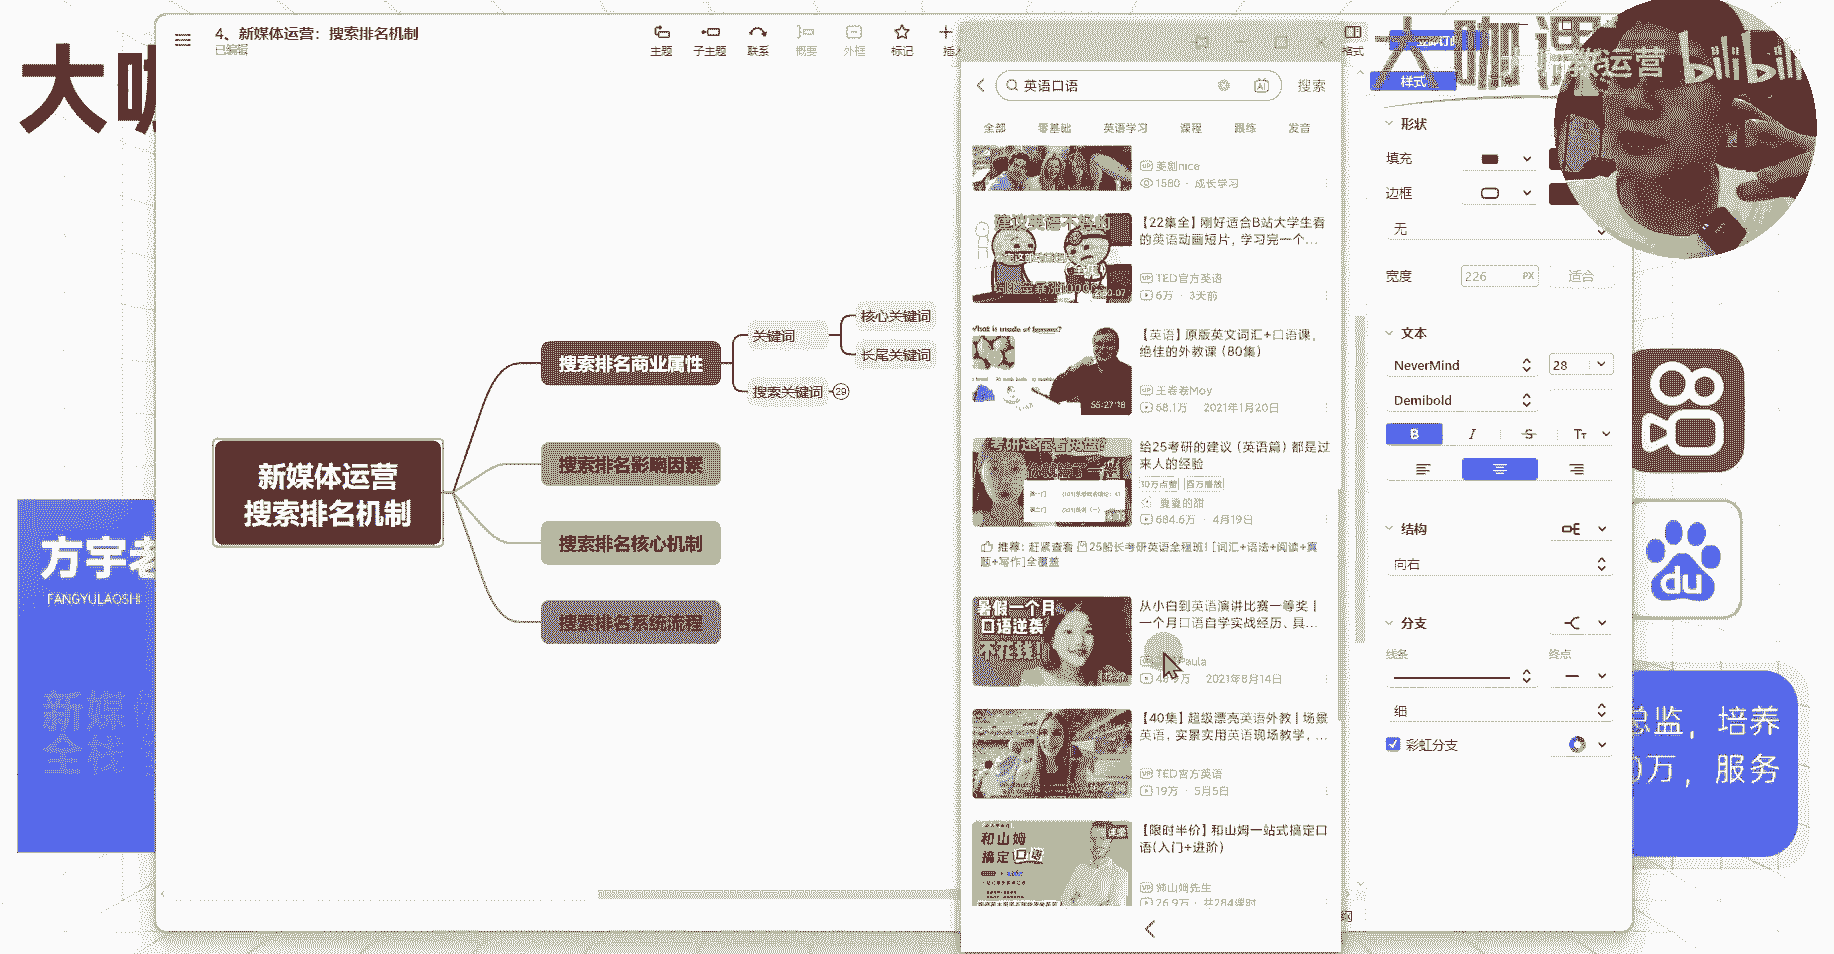 4、新媒体运营：搜索排名机制
已编辑
主题
子主题
联系
概要
外框
标记
格式
大咖
方宇老
FANGYULAOSHI
新媒体运营
搜索排名机制
搜索排名商业属性
关键词
核心关键词
长尾关键词
搜索关键词
29
搜索排名影响因素
搜索排名核心机制
搜索排名系统流程
英语口语
搜索
全部
零基础
英语学习
课程
跟练
发音
1580 · 成长学习
【22集全】刚好适合B站大学生看
的英语动画短片，学习完一个...
TED官方英语
6万 · 3天前
【英语】原版英文词汇+口语课，
绝佳的外教课（80集）
王卷卷Moy
68.1万 2021年1月20日
55:27:18
给25考研的建议（英语篇）都是过
来人的经验
10万点赞
百万播放
夏夏的甜
684.6万 · 4月19日
推荐：赶紧查看
25船长考研英语全程班！[词汇+语法+阅读+真
题+写作]全覆盖
暑假一个月
口语逆袭
不花钱！
从小白到英语演讲比赛一等奖丨
一个月口语自学实战经历、具...
Paula
2021年8月14日
【40集】超级漂亮英语外教丨场景
英语，实景实用英语现场教学，...
TED官方英语
19万 · 5月5日
和山姆
搞定口语
【限时半价】和山姆一站式搞定口
语(入门+进阶)
师山姆先生
26.9万 · 共284课时
大咖课
运营
bilibili
样式
形状
填充
边框
无
宽度
226
PX
适合
文本
NeverMind
28
Demibold
B
I
S
Tт
结构
向右
分支
线条
终点
细
彩虹分支
du
总监，培养
0万，服务